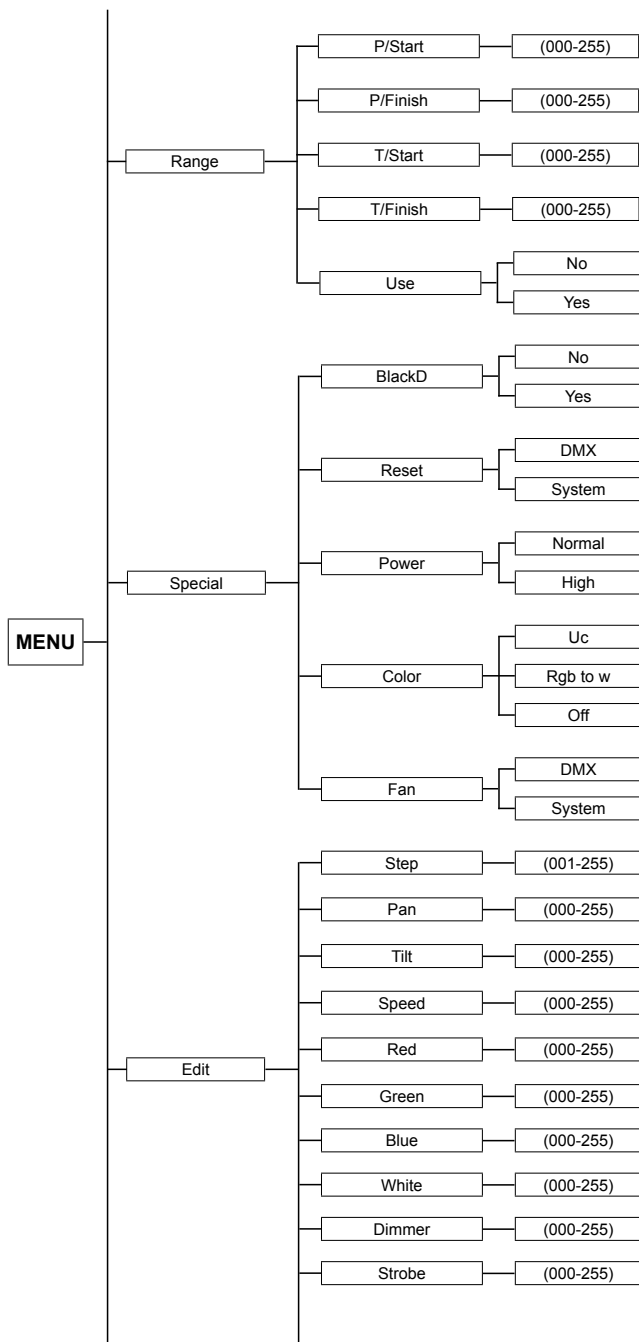 P/Start (000-255)
P/Finish (000-255)
Range T/Start (000-255)
T/Finish (000-255)
Use No
Yes
BlackD No
Yes
Reset DMX
System
Power Normal
Special High
MENU
Color Uc
Rgb to w
Off
Fan DMX
System
Step (001-255)
Pan (000-255)
Tilt (000-255)
Speed (000-255)
Red (000-255)
Edit
Green (000-255)
Blue (000-255)
White (000-255)
Dimmer (000-255)
Strobe (000-255)